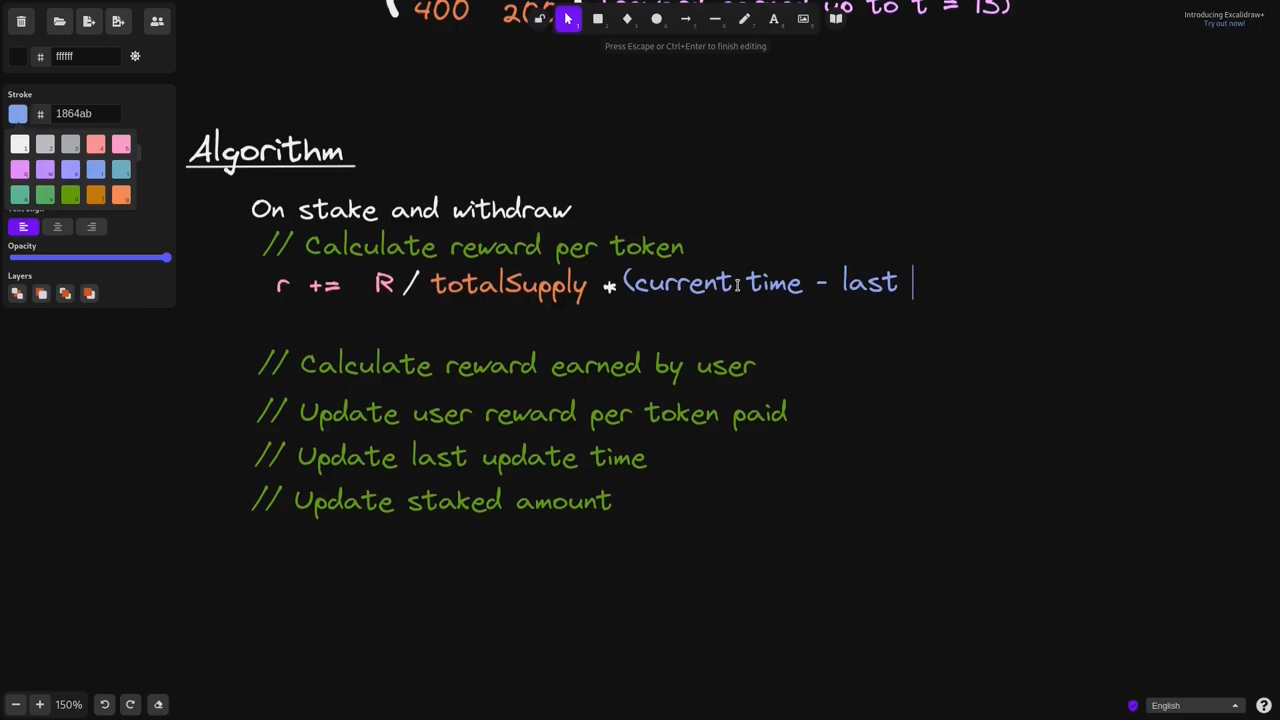 400 200
Introducing Excalidraw+
Try out now!
Press Escape or Ctrl+Enter to finish editing
# ffffff
Stroke
# 1864ab
Opacity
Layers
Algorithm
On stake and withdraw
// Calculate reward per token
r += R / totalSupply * (current time - last
// Calculate reward earned by user
// Update user reward per token paid
// Update last update time
// Update staked amount
150%
English